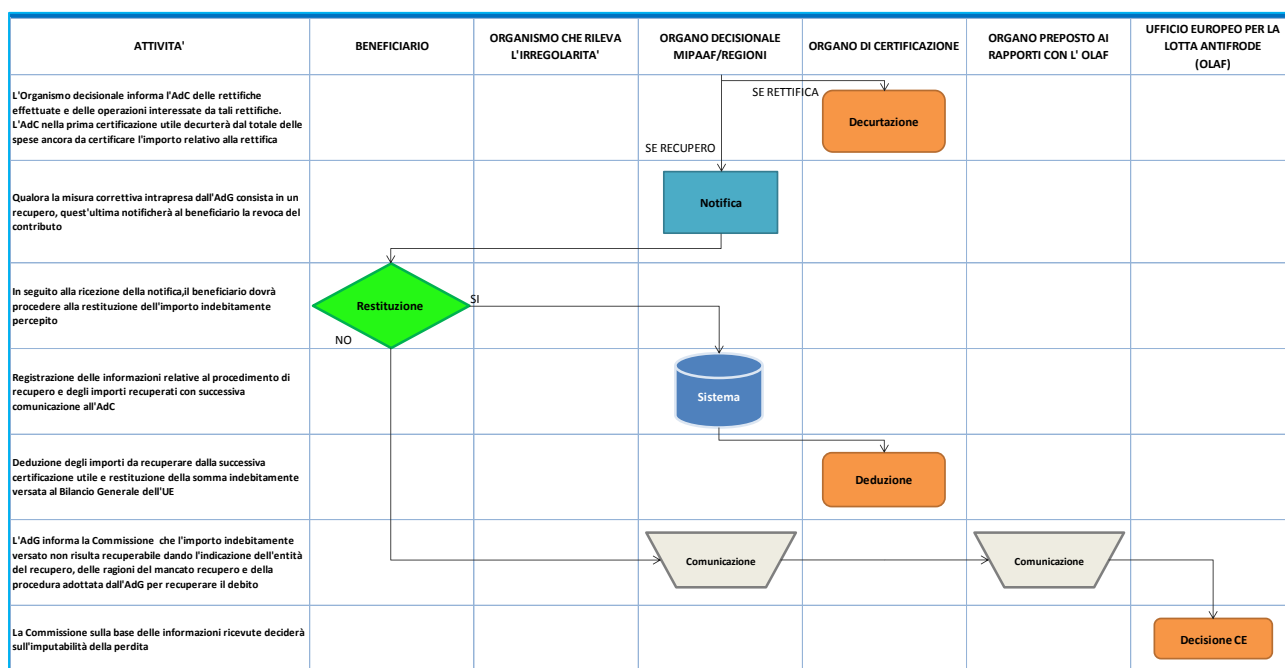 ATTIVITA'
BENEFICIARIO
ORGANISMO CHE RILEVA
L'IRREGOLARITA'
ORGANO DECISIONALE
MIPAAF/REGIONI
ORGANO DI CERTIFICAZIONE
ORGANO PREPOSTO AI
RAPPORTI CON L' OLAF
UFFICIO EUROPEO PER LA
LOTTA ANTIFRODE
(OLAF)
L'Organismo decisionale informa l'AdC delle rettifiche
effettuate e delle operazioni interessate da tali rettifiche.
L'AdC nella prima certificazione utile decurterà dal totale delle
spese ancora da certificare l'importo relativo alla rettifica
SE RETTIFICA
Decurtazione
SE RECUPERO
Qualora la misura correttiva intrapresa dall'AdG consista in un
recupero, quest'ultima notificherà al beneficiario la revoca del
contributo
Notifica
In seguito alla ricezione della notifica,il beneficiario dovrà
procedere alla restituzione dell'importo indebitamente
percepito
Restituzione
SI
NO
Registrazione delle informazioni relative al procedimento di
recupero e degli importi recuperati con successiva
comunicazione all'AdC
Sistema
Deduzione degli importi da recuperare dalla successiva
certificazione utile e restituzione della somma indebitamente
versata al Bilancio Generale dell'UE
Deduzione
L'AdG informa la Commissione che l'importo indebitamente
versato non risulta recuperabile dando l'indicazione dell'entità
del recupero, delle ragioni del mancato recupero e della
procedura adottata dall'AdG per recuperare il debito
Comunicazione
Comunicazione
La Commissione sulla base delle informazioni ricevute deciderà
sull'imputabilità della perdita
Decisione CE